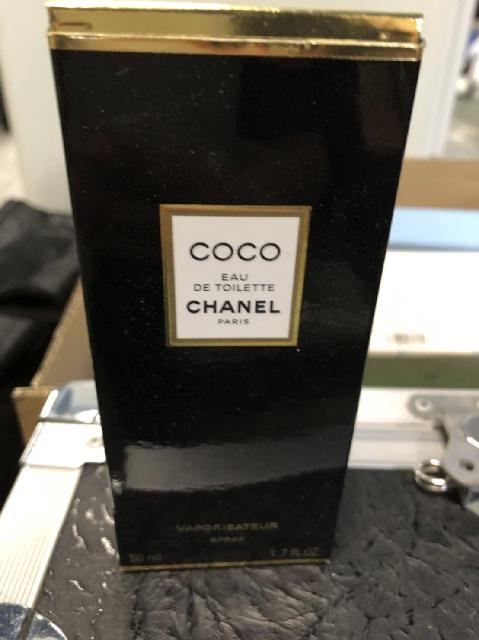 COCO
EAU
DE TOILETTE
CHANEL
PARIS
VAPORISATEUR
SPRAY
50 ml 1.7 FL.OZ